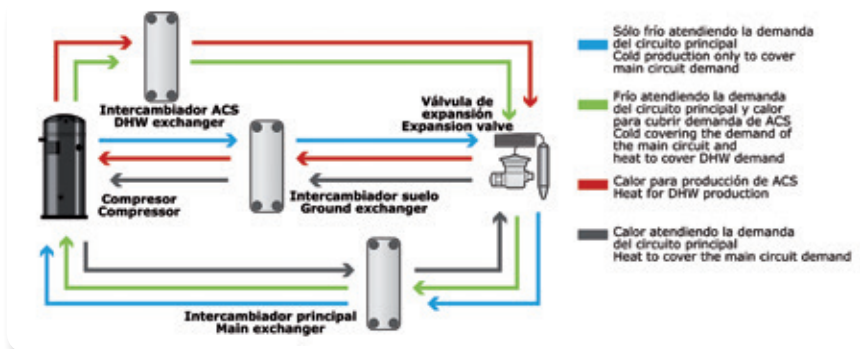 Intercambiador ACS
DHW exchanger
Válvula de
expansión
Expansion valve
Compresor
Compressor
Intercambiador suelo
Ground exchanger
Intercambiador principal
Main exchanger
Sólo frío atendiendo la demanda
del circuito principal
Cold production only to cover
main circuit demand
Frío atendiendo la demanda
del circuito principal y calor
para cubrir demanda de ACS
Cold covering the demand of
the main circuit and
heat to cover DHW demand
Calor para producción de ACS
Heat for DHW production
Calor atendiendo la demanda
del circuito principal
Heat to cover the main circuit demand